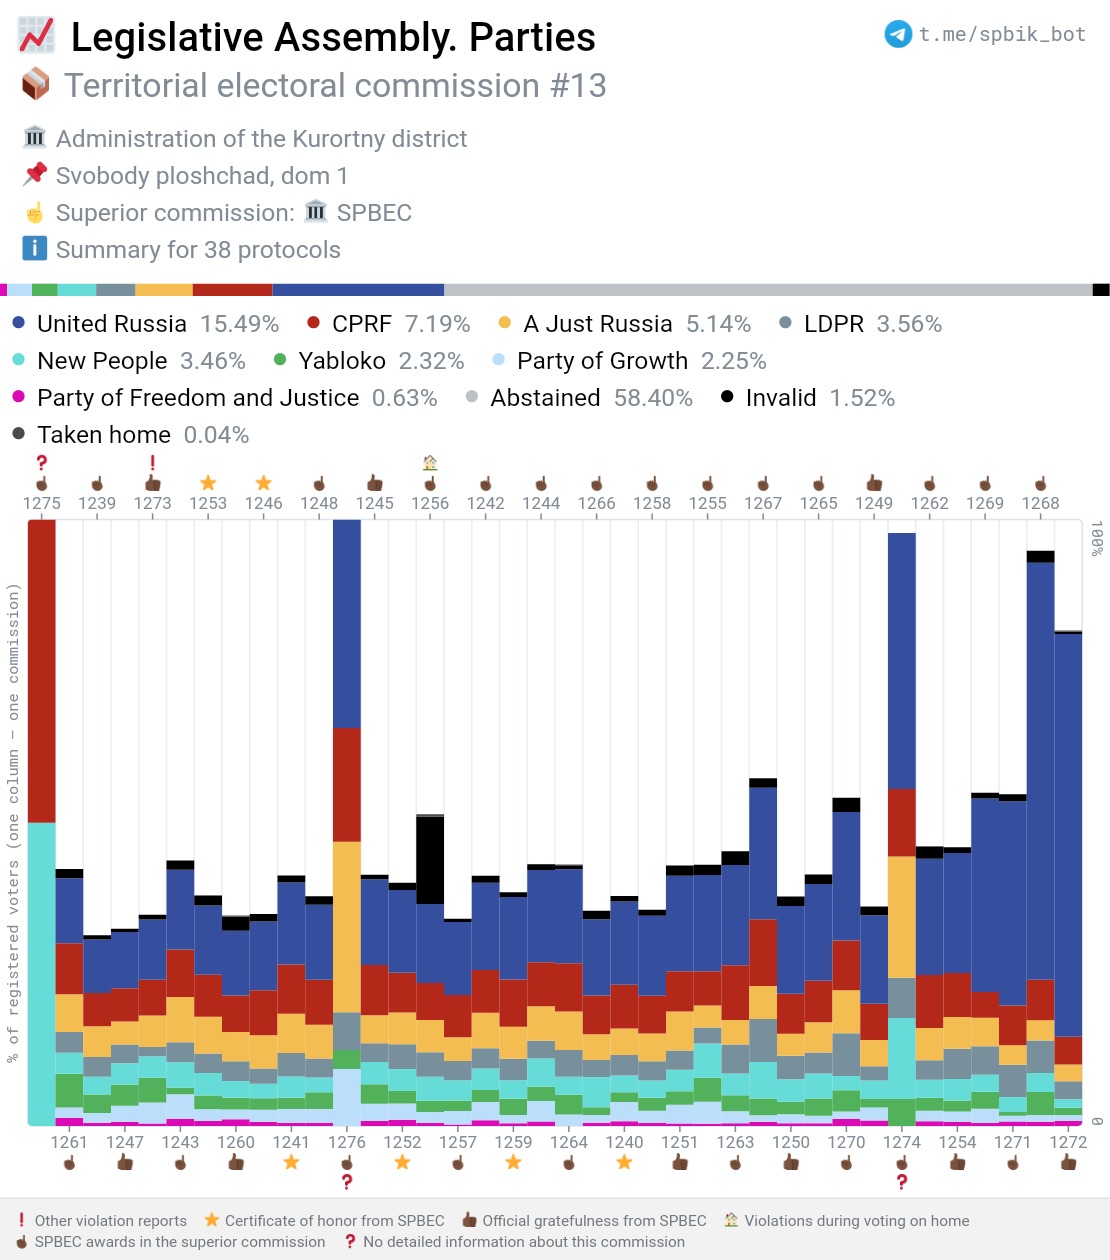 Legislative Assembly. Parties
t.me/spbik_bot
Territorial electoral commission #13
Administration of the Kurortny district
Svobody ploshchad, dom 1
Superior commission: SPBEC
Summary for 38 protocols
United Russia 15.49% CPRF 7.19% A Just Russia 5.14% LDPR 3.56%
New People 3.46% Yabloko 2.32% Party of Growth 2.25%
Party of Freedom and Justice 0.63% Abstained 58.40% Invalid 1.52%
Taken home 0.04%
1275 1239 1273 1253 1246 1248 1245 1256 1242 1244 1266 1258 1255 1267 1265 1249 1262 1269 1268
100%
% of registered voters (one column – one commission)
0
1261 1247 1243 1260 1241 1276 1252 1257 1259 1264 1240 1251 1263 1250 1270 1274 1254 1271 1272
Other violation reports Certificate of honor from SPBEC Official gratefulness from SPBEC Violations during voting on home
SPBEC awards in the superior commission No detailed information about this commission